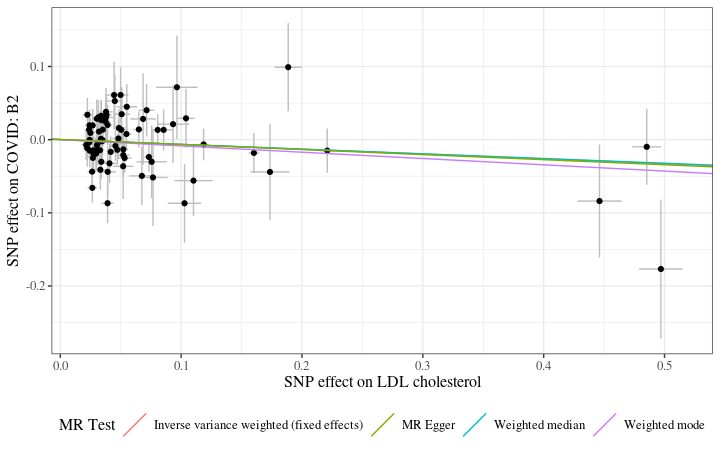 SNP effect on COVID: B2
0.1
0.0
-0.1
-0.2
0.0 0.1 0.2 0.3 0.4 0.5
SNP effect on LDL cholesterol
MR Test Inverse variance weighted (fixed effects) MR Egger Weighted median Weighted mode